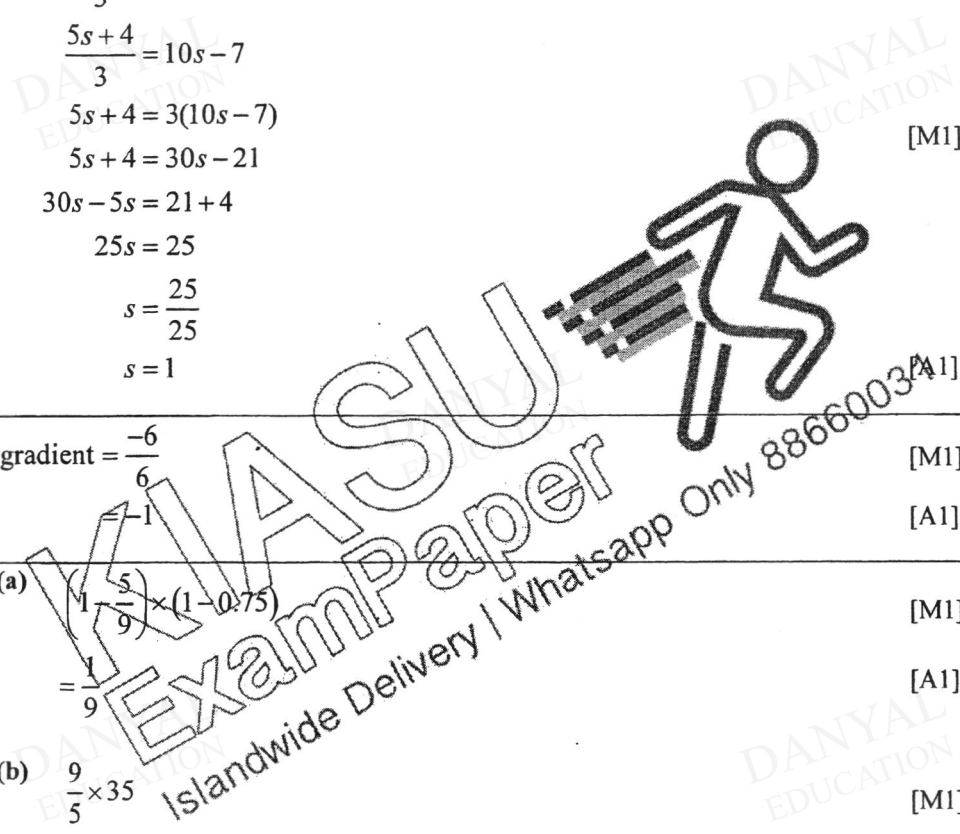 3
5s + 4
3
= 10s − 7
5s + 4 = 3(10s − 7)
[M1]
5s + 4 = 30s − 21
30s − 5s = 21 + 4
25s = 25
s = 25/25
s = 1
[A1]
gradient = −6/6
[M1]
= −1
[A1]
(a) (1 − 5/9) × (1 − 0.75)
[M1]
= 1/9
[A1]
(b) 9/5 × 35
[M1]
KIASU
ExamPaper
Islandwide Delivery | Whatsapp Only 88660031
DANYAL
EDUCATION
DANYAL
EDUCATION
DANYAL
EDUCATION
DANYAL
EDUCATION
DANYAL
EDUCATION